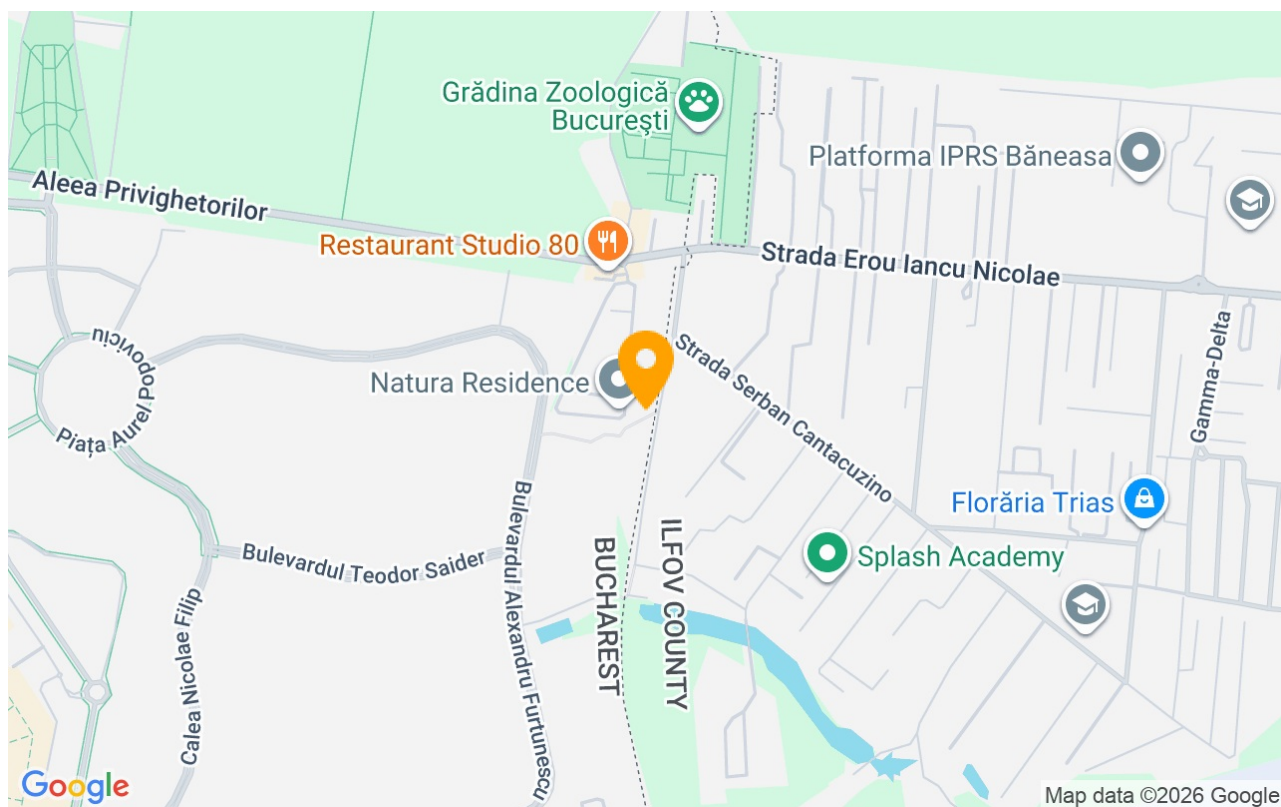 Grădina Zoologică
București
Platforma IPRS Băneasa
Aleea Privighetorilor
Restaurant Studio 80
Strada Erou Iancu Nicolae
Piața Aurel Popoviciu
Natura Residence
Strada Serban Cantacuzino
Gamma-Delta
Florăria Trias
Bulevardul Teodor Saider
Bulevardul Alexandru Furtunescu
BUCHAREST
ILFOV COUNTY
Splash Academy
Calea Nicolae Filip
Google
Map data ©2026 Google